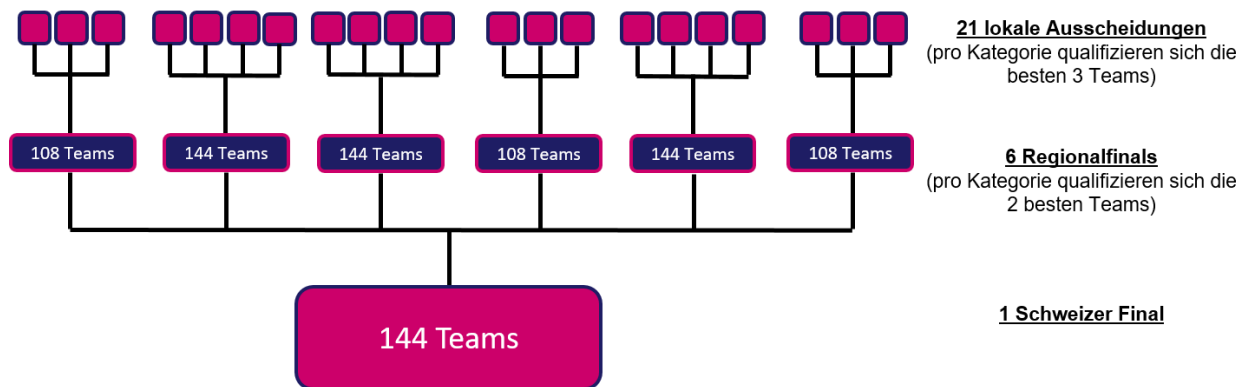 21 lokale Ausscheidungen
(pro Kategorie qualifizieren sich die
besten 3 Teams)
108 Teams
144 Teams
144 Teams
108 Teams
144 Teams
108 Teams
6 Regionalfinals
(pro Kategorie qualifizieren sich die
2 besten Teams)
144 Teams
1 Schweizer Final